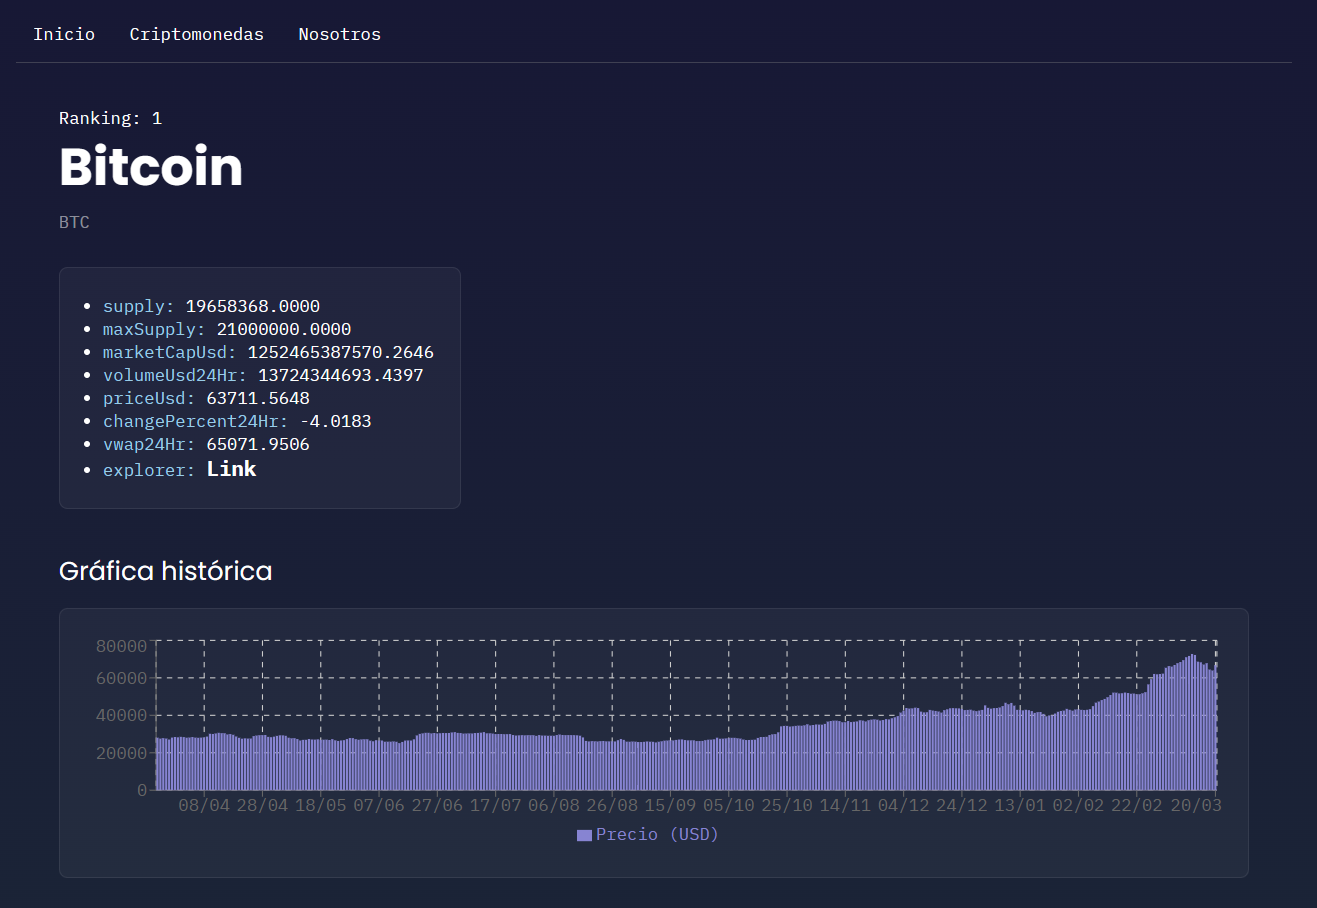 Inicio Criptomonedas Nosotros
Ranking: 1
Bitcoin
BTC
supply: 19658368.0000
maxSupply: 21000000.0000
marketCapUsd: 1252465387570.2646
volumeUsd24Hr: 13724344693.4397
priceUsd: 63711.5648
changePercent24Hr: -4.0183
vwap24Hr: 65071.9506
explorer: Link
Gráfica histórica
80000
60000
40000
20000
0
08/04 28/04 18/05 07/06 27/06 17/07 06/08 26/08 15/09 05/10 25/10 14/11 04/12 24/12 13/01 02/02 22/02 20/03
Precio (USD)